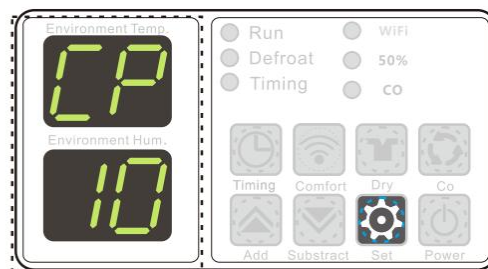 Environment Temp.
CP
Environment Hum.
10
Run
WiFi
Defroat
50%
Timing
CO
Timing Comfort Dry Co
Add Substract Set Power